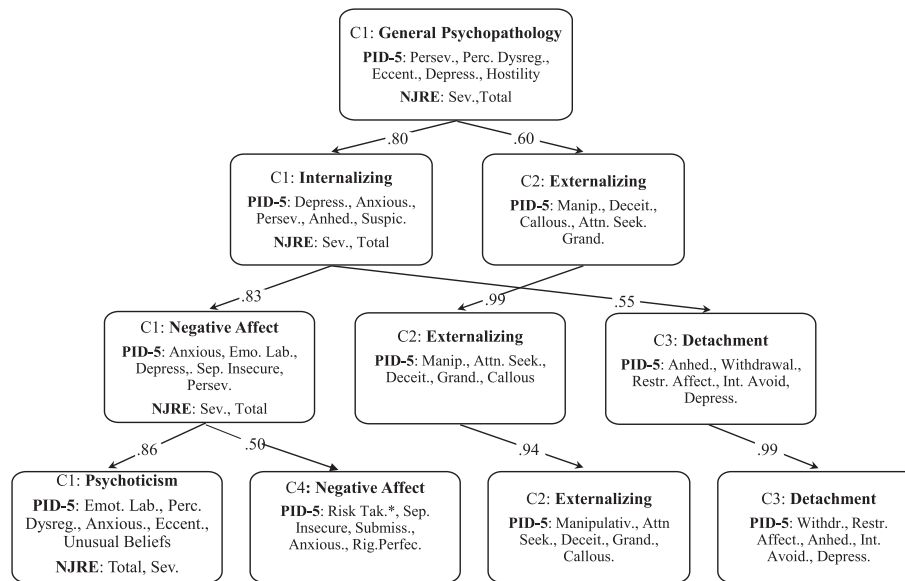 C1: General Psychopathology
PID-5: Persev., Perc. Dysreg.,
Eccent., Depress., Hostility
NJRE: Sev.,Total
.80
.60
C1: Internalizing
PID-5: Depress., Anxious.,
Persev., Anhed., Suspic.
NJRE: Sev., Total
C2: Externalizing
PID-5: Manip., Deceit.,
Callous., Attn. Seek.
Grand.
.83
.99
.55
C1: Negative Affect
PID-5: Anxious, Emo. Lab.,
Depress,. Sep. Insecure,
Persev.
NJRE: Sev., Total
C2: Externalizing
PID-5: Manip., Attn. Seek.,
Deceit., Grand., Callous
C3: Detachment
PID-5: Anhed., Withdrawal.,
Restr. Affect., Int. Avoid,
Depress.
.86
.50
.94
.99
C1: Psychoticism
PID-5: Emot. Lab., Perc.
Dysreg., Anxious., Eccent.,
Unusual Beliefs
NJRE: Total, Sev.
C4: Negative Affect
PID-5: Risk Tak.*, Sep.
Insecure, Submiss.,
Anxious., Rig.Perfec.
C2: Externalizing
PID-5: Manipulativ., Attn
Seek., Deceit., Grand.,
Callous.
C3: Detachment
PID-5: Withdr., Restr.
Affect., Anhed., Int.
Avoid., Depress.